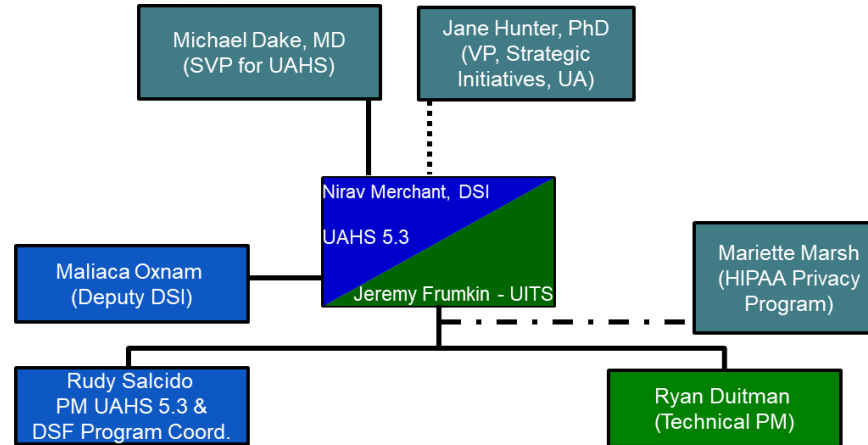 Michael Dake, MD
(SVP for UAHS)
Jane Hunter, PhD
(VP, Strategic
Initiatives, UA)
Nirav Merchant, DSI
UAHS 5.3
Jeremy Frumkin - UITS
Maliaca Oxnam
(Deputy DSI)
Mariette Marsh
(HIPAA Privacy
Program)
Rudy Salcido
PM UAHS 5.3 &
DSF Program Coord.
Ryan Duitman
(Technical PM)